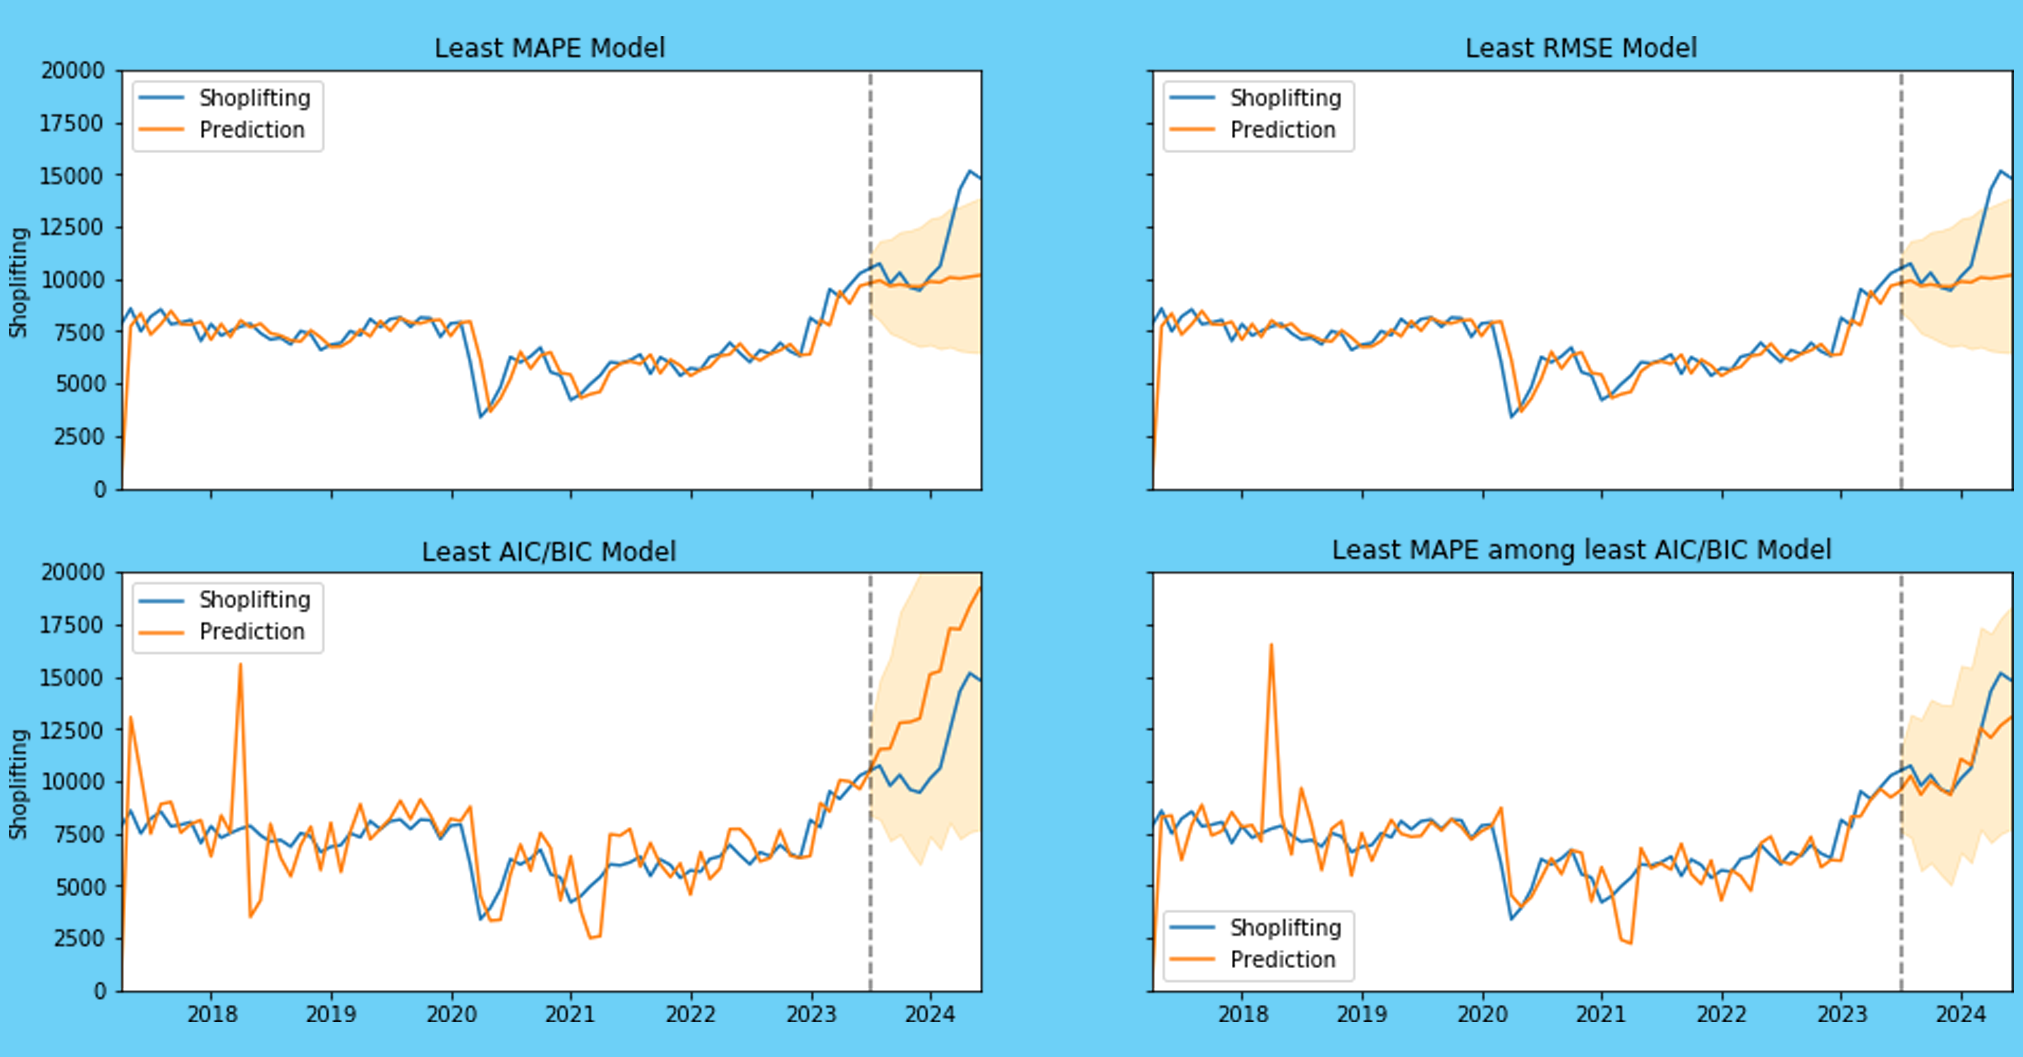 Least MAPE Model
Shoplifting
20000
17500
15000
12500
10000
7500
5000
2500
0
Shoplifting
Prediction
Least RMSE Model
Shoplifting
Prediction
Least AIC/BIC Model
Shoplifting
20000
17500
15000
12500
10000
7500
5000
2500
0
Shoplifting
Prediction
2018 2019 2020 2021 2022 2023 2024
Least MAPE among least AIC/BIC Model
Shoplifting
Prediction
2018 2019 2020 2021 2022 2023 2024